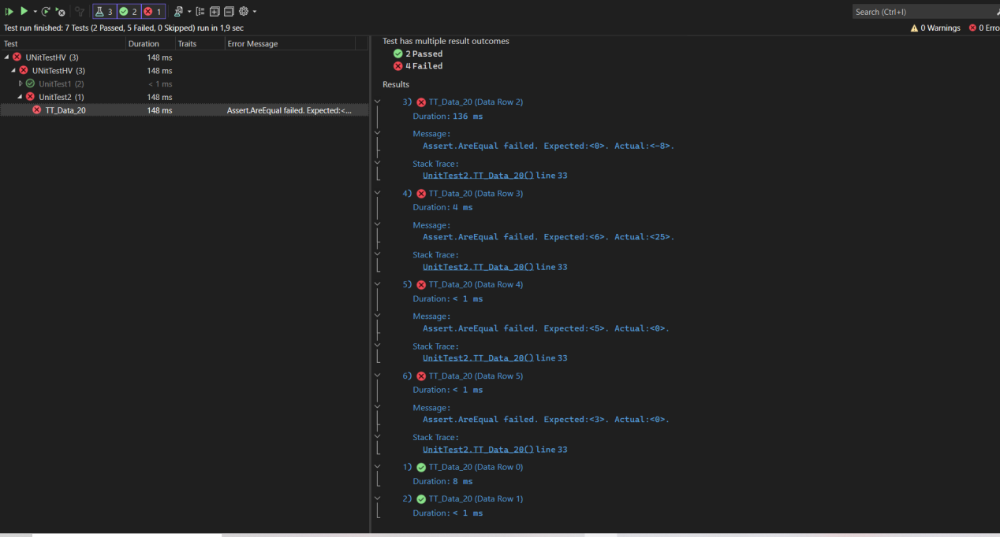 3 2 1
Search (Ctrl+I)
Test run finished: 7 Tests (2 Passed, 5 Failed, 0 Skipped) run in 1,9 sec
0 Warnings 0 Erro
Test Duration Traits Error Message
UNitTestHV (3) 148 ms
UNitTestHV (3) 148 ms
UnitTest1 (2) < 1 ms
UnitTest2 (1) 148 ms
TT_Data_20 148 ms Assert.AreEqual failed. Expected:<...
Test has multiple result outcomes
2 Passed
4 Failed
Results
3) TT_Data_20 (Data Row 2)
Duration: 136 ms
Message:
Assert.AreEqual failed. Expected:<0>. Actual:<-8>.
Stack Trace:
UnitTest2.TT_Data_20() line 33
4) TT_Data_20 (Data Row 3)
Duration: 4 ms
Message:
Assert.AreEqual failed. Expected:<6>. Actual:<25>.
Stack Trace:
UnitTest2.TT_Data_20() line 33
5) TT_Data_20 (Data Row 4)
Duration: < 1 ms
Message:
Assert.AreEqual failed. Expected:<5>. Actual:<0>.
Stack Trace:
UnitTest2.TT_Data_20() line 33
6) TT_Data_20 (Data Row 5)
Duration: < 1 ms
Message:
Assert.AreEqual failed. Expected:<3>. Actual:<0>.
Stack Trace:
UnitTest2.TT_Data_20() line 33
1) TT_Data_20 (Data Row 0)
Duration: 8 ms
2) TT_Data_20 (Data Row 1)
Duration: < 1 ms